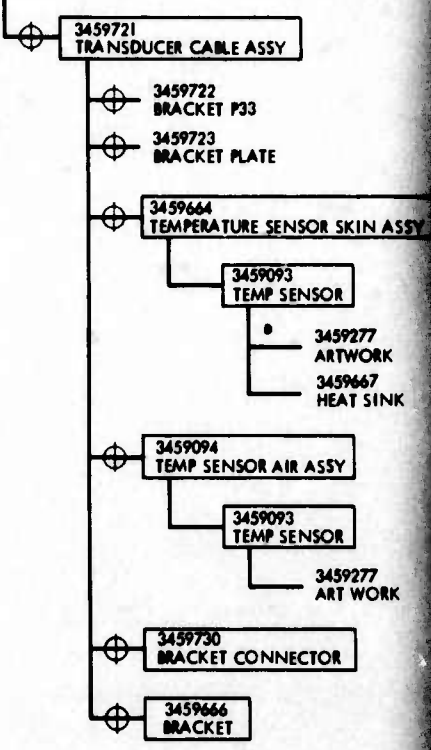 3459721
TRANSDUCER CABLE ASSY
3459722
BRACKET P33
3459723
BRACKET PLATE
3459664
TEMPERATURE SENSOR SKIN ASSY
3459093
TEMP SENSOR
3459277
ARTWORK
3459667
HEAT SINK
3459094
TEMP SENSOR AIR ASSY
3459093
TEMP SENSOR
3459277
ART WORK
3459730
BRACKET CONNECTOR
3459666
BRACKET